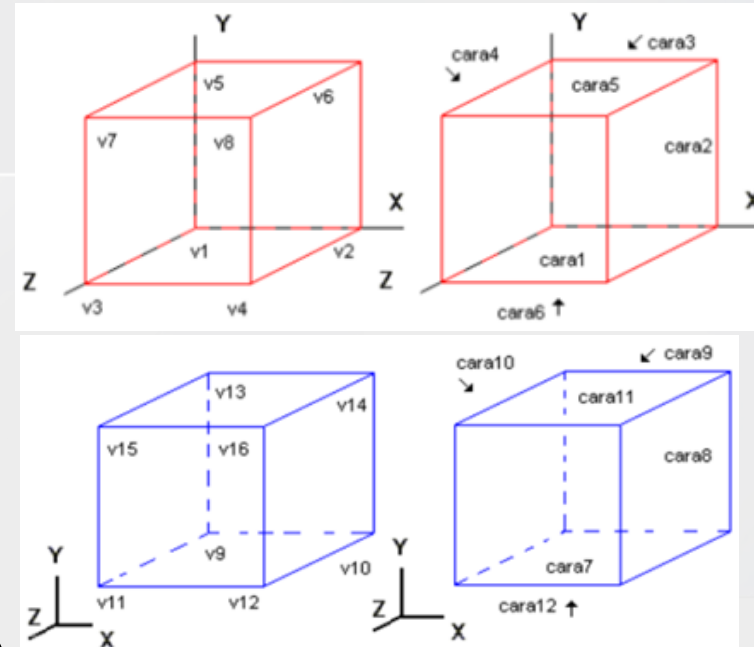 Y
v5
v6
v7
v8
X
v1
v2
Z
v3
v4
Y
cara4
cara3
cara5
cara2
X
cara1
Z
cara6
v13
v14
v15
v16
v9
v10
v11
v12
Y
Z
X
cara10
cara9
cara11
cara8
cara7
cara12
Y
Z
X